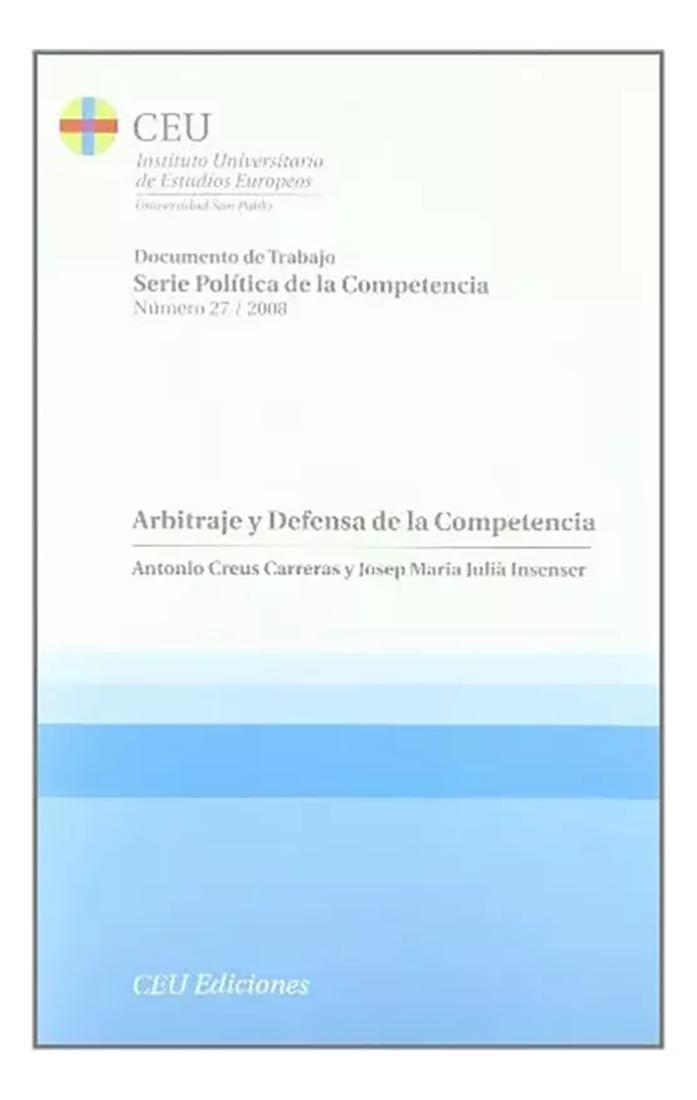 CEU
Instituto Universitario
de Estudios Europeos
Universidad San Pablo
Documento de Trabajo
Serie Política de la Competencia
Número 27 / 2008
Arbitraje y Defensa de la Competencia
Antonio Creus Carreras y Josep Maria Julià Insenser
CEU Ediciones